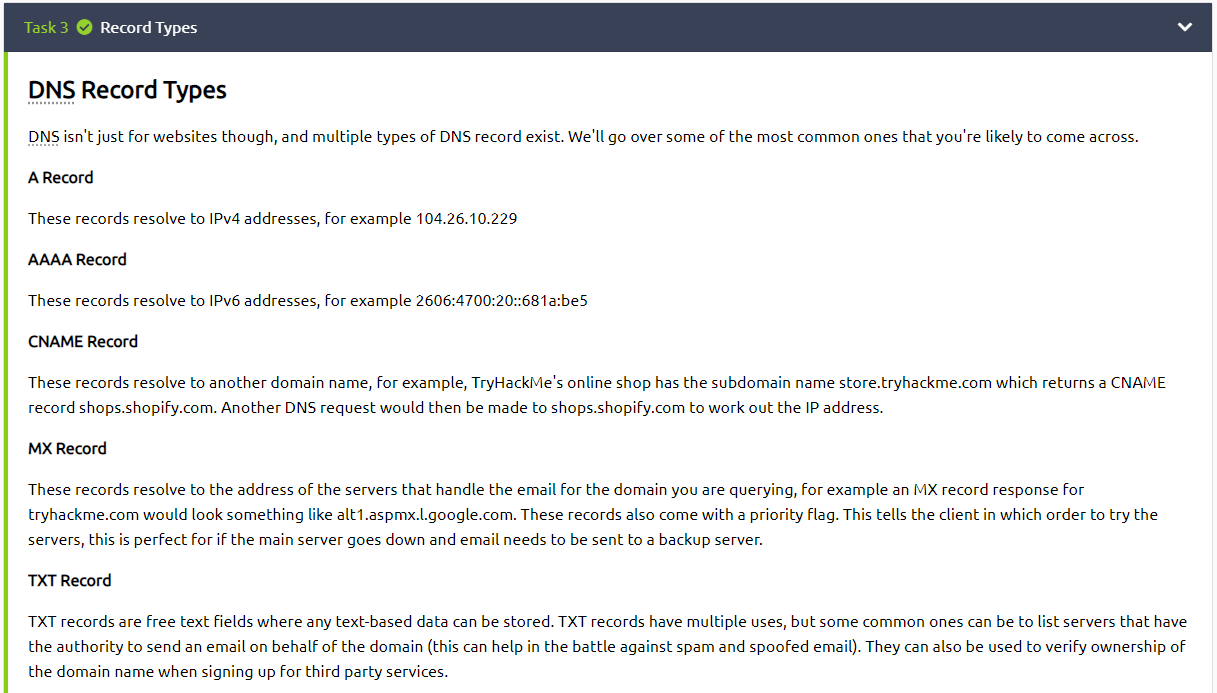 Task 3 Record Types
DNS Record Types
DNS isn't just for websites though, and multiple types of DNS record exist. We'll go over some of the most common ones that you're likely to come across.
A Record
These records resolve to IPv4 addresses, for example 104.26.10.229
AAAA Record
These records resolve to IPv6 addresses, for example 2606:4700:20::681a:be5
CNAME Record
These records resolve to another domain name, for example, TryHackMe's online shop has the subdomain name store.tryhackme.com which returns a CNAME
record shops.shopify.com. Another DNS request would then be made to shops.shopify.com to work out the IP address.
MX Record
These records resolve to the address of the servers that handle the email for the domain you are querying, for example an MX record response for
tryhackme.com would look something like alt1.aspmx.l.google.com. These records also come with a priority flag. This tells the client in which order to try the
servers, this is perfect for if the main server goes down and email needs to be sent to a backup server.
TXT Record
TXT records are free text fields where any text-based data can be stored. TXT records have multiple uses, but some common ones can be to list servers that have
the authority to send an email on behalf of the domain (this can help in the battle against spam and spoofed email). They can also be used to verify ownership of
the domain name when signing up for third party services.